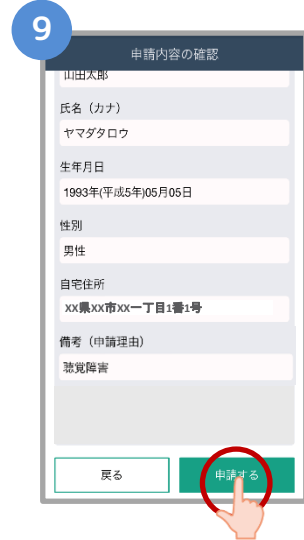 9
申請内容の確認
山田太郎
氏名（カナ）
ヤマダタロウ
生年月日
1993年(平成5年)05月05日
性別
男性
自宅住所
XX県XX市XX一丁目1番1号
備考（申請理由）
聴覚障害
戻る
申請する